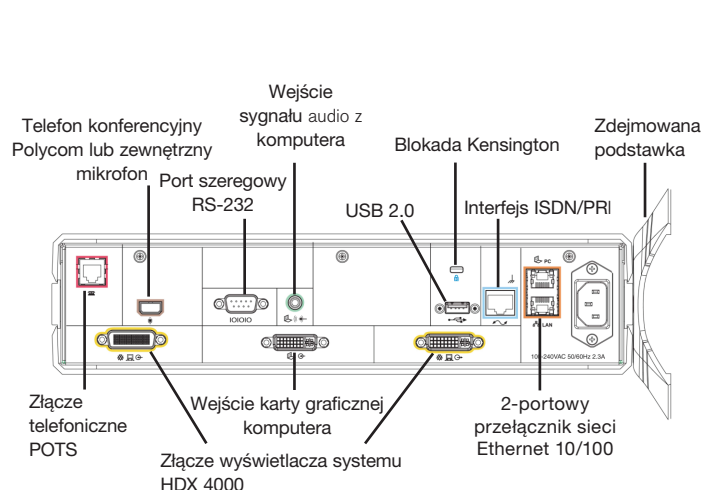 Wejście
sygnału audio z
komputera
Telefon konferencyjny
Polycom lub zewnętrzny
mikrofon
Port szeregowy
RS-232
Blokada Kensington
Zdejmowana
podstawka
USB 2.0
Interfejs ISDN/PRI
PC
IOIOIO
LAN
100-240VAC 50/60Hz 2.3A
Złącze
telefoniczne
POTS
Wejście karty graficznej
komputera
2-portowy
przełącznik sieci
Ethernet 10/100
Złącze wyświetlacza systemu
HDX 4000